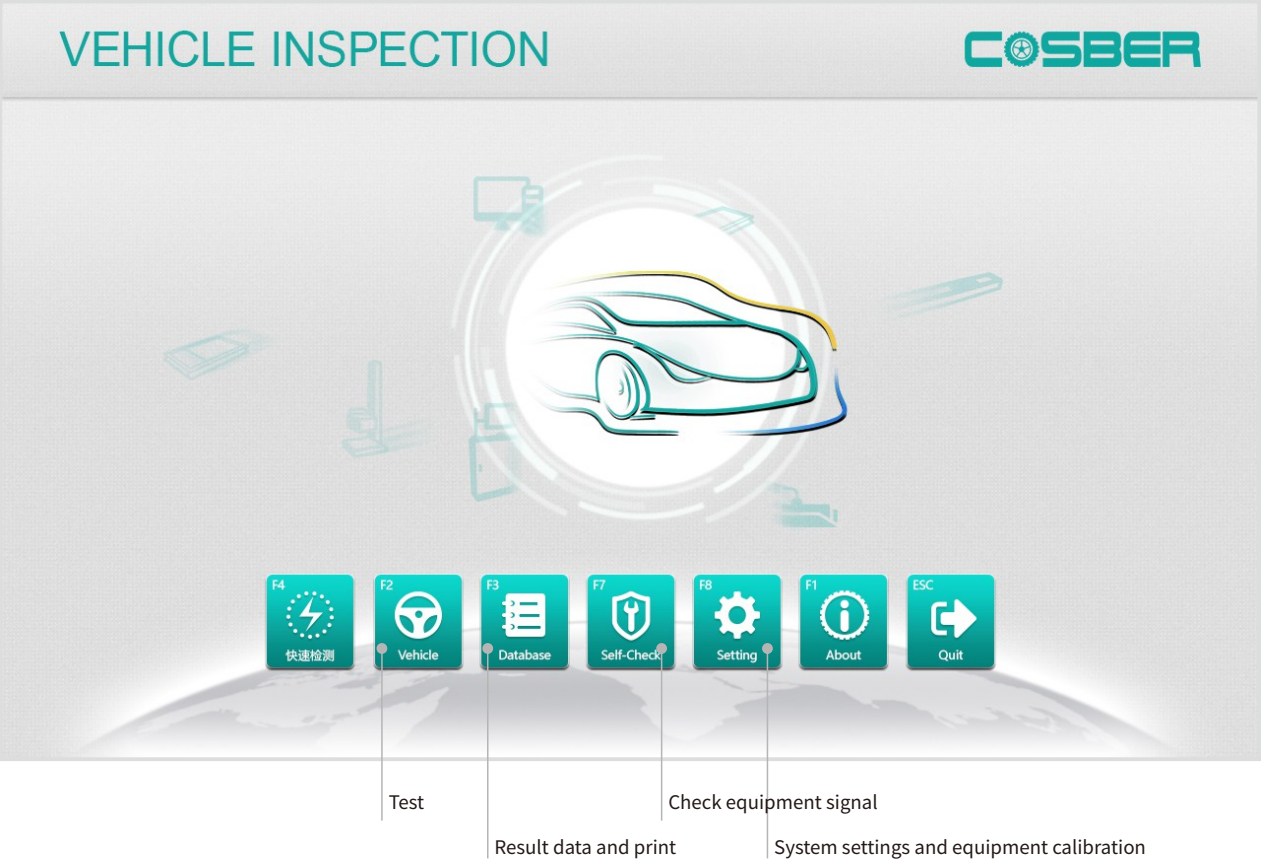 VEHICLE INSPECTION
COSBER
F4
快速检测
F2
Vehicle
F3
Database
F7
Self-Check
F8
Setting
F1
About
ESC
Quit
Test
Check equipment signal
Result data and print
System settings and equipment calibration